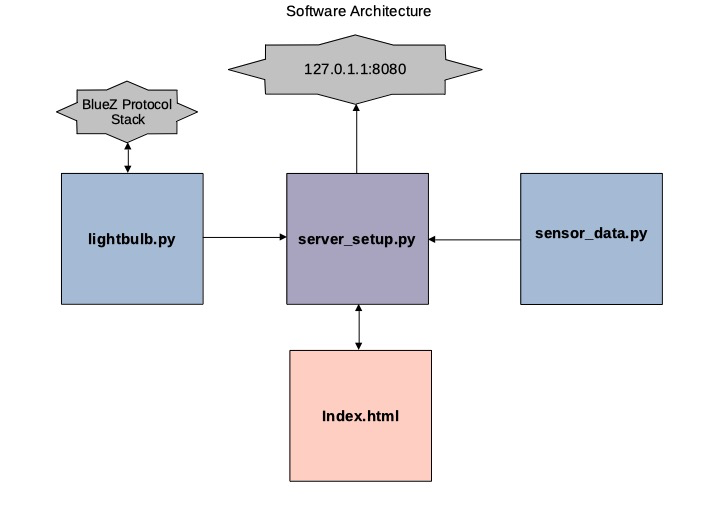 Software Architecture
127.0.1.1:8080
BlueZ Protocol
Stack
lightbulb.py
server_setup.py
sensor_data.py
Index.html